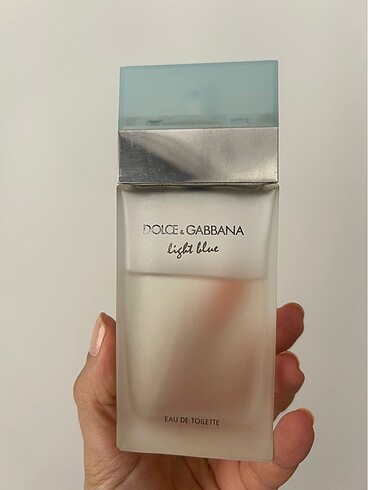 DOLCE & GABBANA
light blue
EAU DE TOILETTE